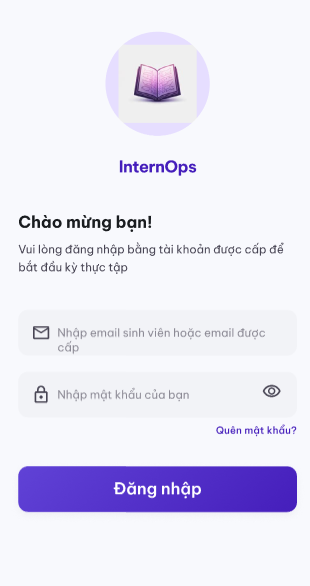 InternOps
Chào mừng bạn!
Vui lòng đăng nhập bằng tài khoản được cấp để
bắt đầu kỳ thực tập
Nhập email sinh viên hoặc email được
cấp
Nhập mật khẩu của bạn
Quên mật khẩu?
Đăng nhập